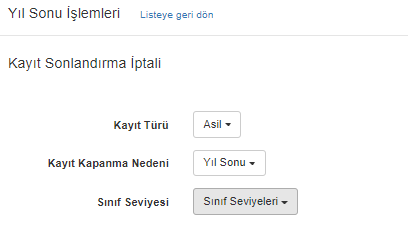 Yıl Sonu İşlemleri Listeye geri dön
Kayıt Sonlandırma İptali
Kayıt Türü Asil
Kayıt Kapanma Nedeni Yıl Sonu
Sınıf Seviyesi Sınıf Seviyeleri